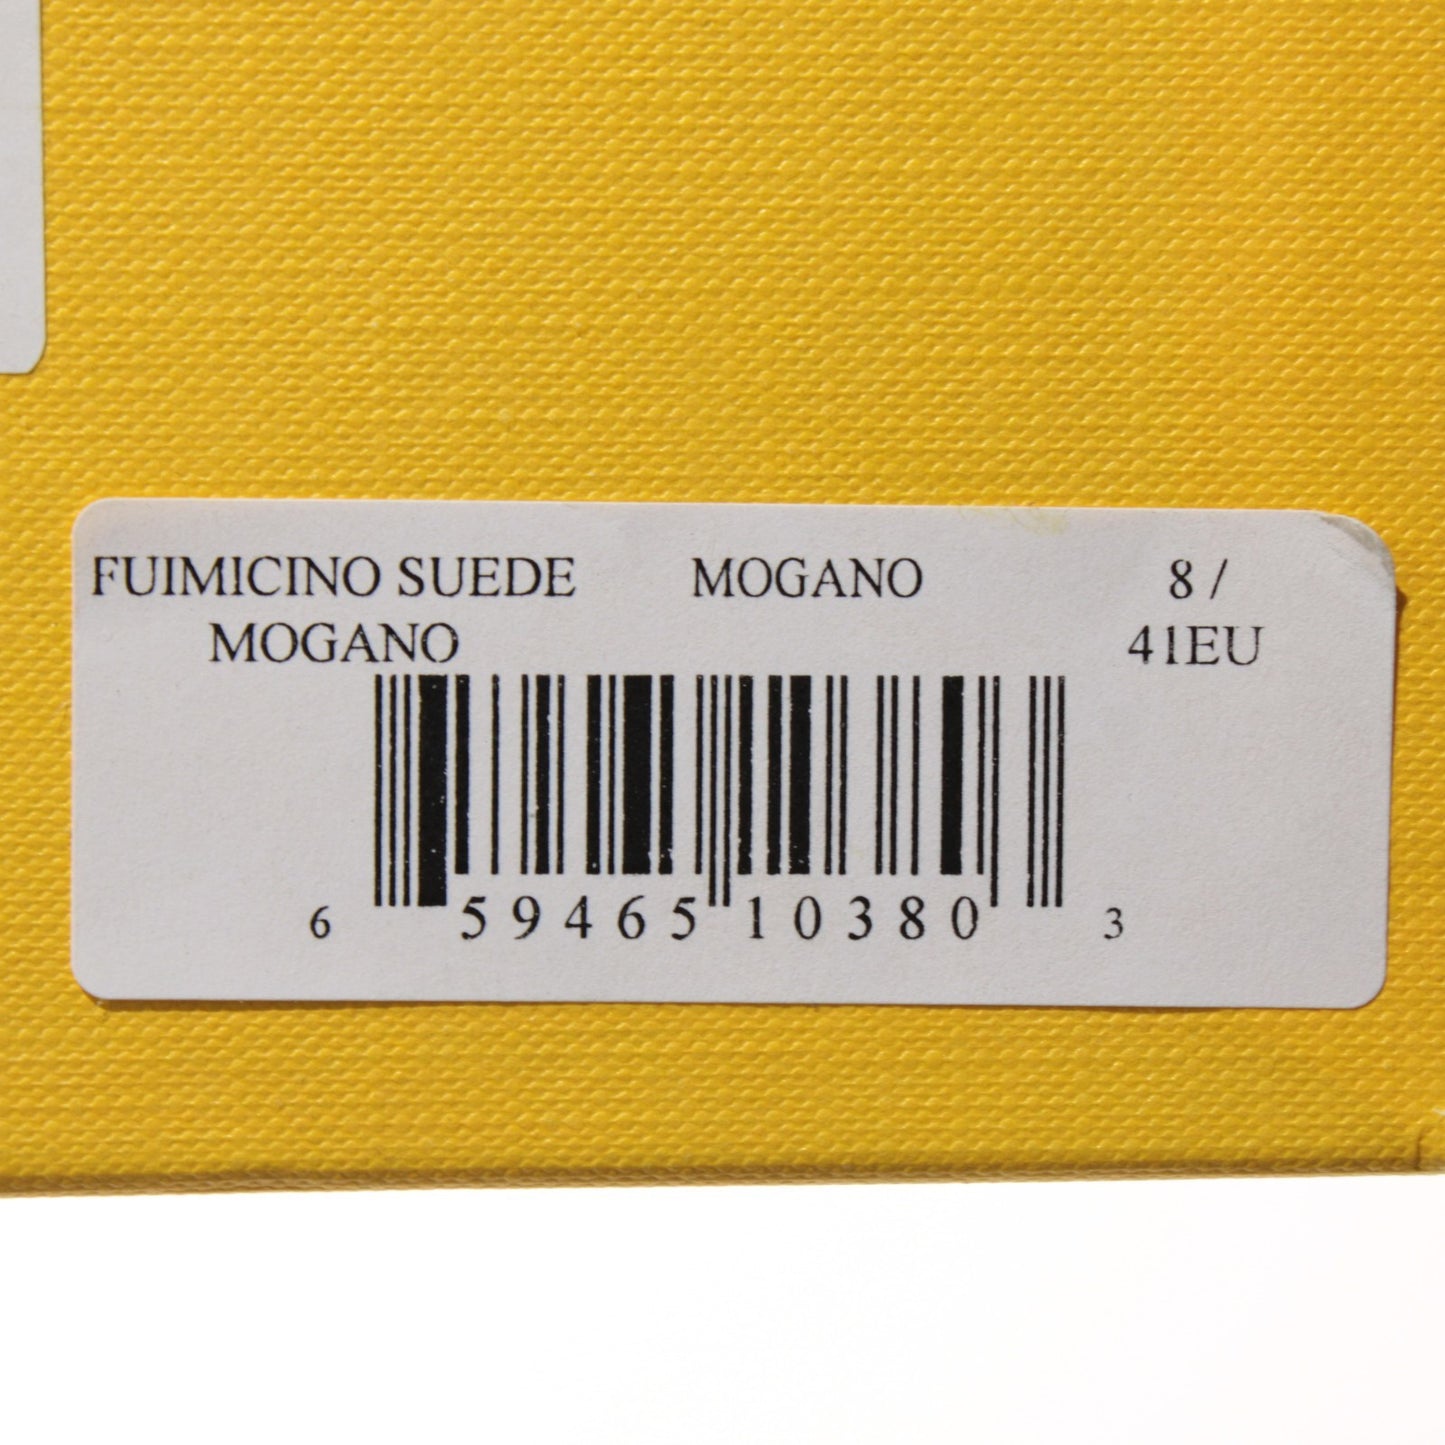 FUIMICINO SUEDE MOGANO 8 /
MOGANO 41EU
6 59465 10380 3